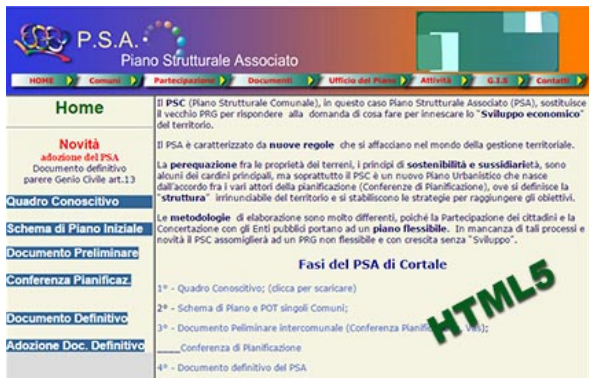 P.S.A.
Piano Strutturale Associato
HOME Comuni Partecipazione Documenti Ufficio del Piano Attività G.I.S Contatti
Home
Novità
adozione del PSA
Documento definitivo
parere Genio Civile art.13
Quadro Conoscitivo
Schema di Piano Iniziale
Documento Preliminare
Conferenza Pianificaz.
Documento Definitivo
Adozione Doc. Definitivo
Il PSC (Piano Strutturale Comunale), in questo caso Piano Strutturale Associato (PSA), sostituisce
il vecchio PRG per rispondere alla domanda di cosa fare per innescare lo "Sviluppo economico"
del territorio.
Il PSA è caratterizzato da nuove regole che si affacciano nel mondo della gestione territoriale.
La perequazione fra le proprietà dei terreni, i principi di sostenibilità e sussidiarietà, sono
alcuni dei cardini principali, ma soprattutto il PSC è un nuovo Piano Urbanistico che nasce
dall'accordo fra i vari attori della pianificazione (Conferenze di Pianificazione), ove si definisce la
"struttura" irrinunciabile del territorio e si stabiliscono le strategie per raggiungere gli obiettivi.
Le metodologie di elaborazione sono molto differenti, poiché la Partecipazione dei cittadini e la
Concertazione con gli Enti pubblici portano ad un piano flessibile. In mancanza di tali processi e
novità il PSC assomiglierà ad un PRG non flessibile e con crescita senza "Sviluppo".
Fasi del PSA di Cortale
1° - Quadro Conoscitivo; (clicca per scaricare)
2° - Schema di Piano e POT singoli Comuni;
3° - Documento Peliminare intercomunale (Conferenza
____Conferenza di Pianificazione
4° - Documento definitivo del PSA
HTML5